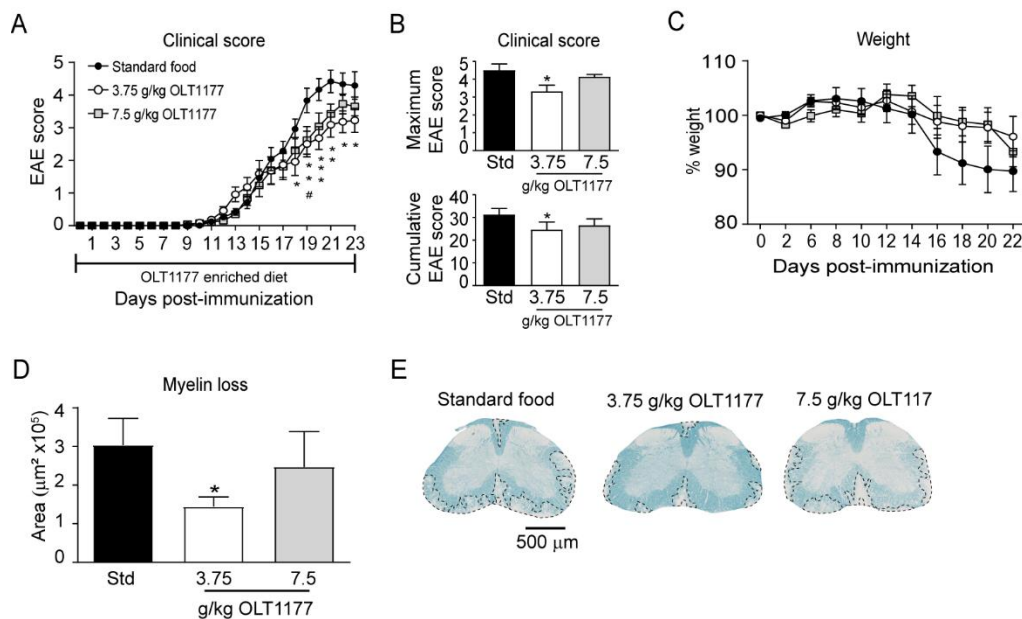 A
Clinical score
Standard food
3.75 g/kg OLT1177
7.5 g/kg OLT1177
EAE score
5
4
3
2
1
0
* * * * * * * * * #
1 3 5 7 9 11 13 15 17 19 21 23
OLT1177 enriched diet
Days post-immunization
B
Clinical score
Maximum
EAE score
5
4
3
2
1
0
*
Std 3.75 7.5
g/kg OLT1177
Cumulative
EAE score
40
30
20
10
0
*
Std 3.75 7.5
g/kg OLT1177
C
Weight
% weight
120
110
100
90
80
0 2 6 8 10 12 14 16 18 20 22
Days post-immunization
D
Myelin loss
Area (µm² x10⁵)
4
3
2
1
0
*
Std 3.75 7.5
g/kg OLT1177
E
Standard food 3.75 g/kg OLT1177 7.5 g/kg OLT117
500 µm